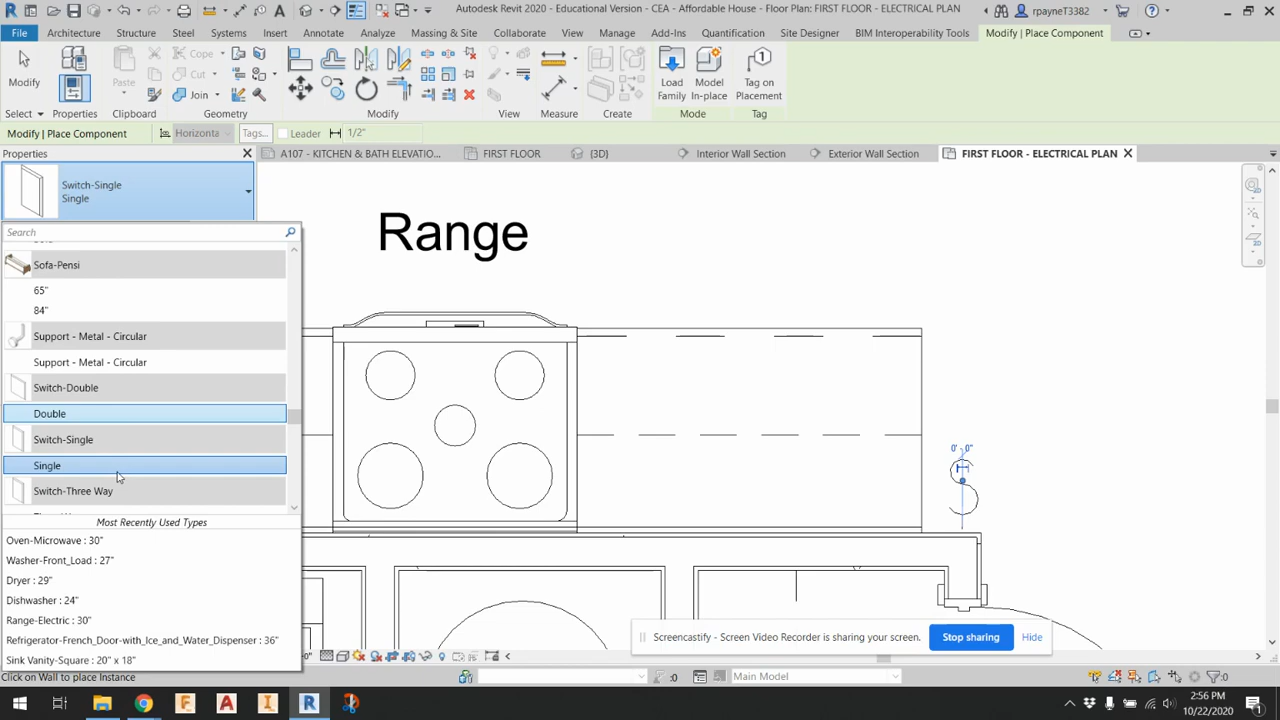 Autodesk Revit 2020 - Educational Version - CEA - Affordable House - Floor Plan: FIRST FLOOR - ELECTRICAL PLAN
rpayneT3382
File Architecture Structure Steel Systems Insert Annotate Analyze Massing & Site Collaborate View Manage Add-Ins Quantification Site Designer BIM Interoperability Tools Modify | Place Component
Modify Paste Cope Cut Join Load Family Model In-place Tag on Placement
Select Properties Clipboard Geometry Modify View Measure Create Mode Tag
Modify | Place Component Horizonta Tags... Leader 1/2"
Properties A107 - KITCHEN & BATH ELEVATIO... FIRST FLOOR {3D} Interior Wall Section Exterior Wall Section FIRST FLOOR - ELECTRICAL PLAN
Switch-Single
Single
Search
Sofa-Pensi
65"
84"
Support - Metal - Circular
Support - Metal - Circular
Switch-Double
Double
Switch-Single
Single
Switch-Three Way
Most Recently Used Types
Oven-Microwave : 30"
Washer-Front_Load : 27"
Dryer : 29"
Dishwasher : 24"
Range-Electric : 30"
Refrigerator-French_Door-with_Ice_and_Water_Dispenser : 36"
Sink Vanity-Square : 20" x 18"
Range
0' 0"
S
Screencastify - Screen Video Recorder is sharing your screen. Stop sharing Hide
Click on Wall to place Instance :0 Main Model :0
2:56 PM
10/22/2020